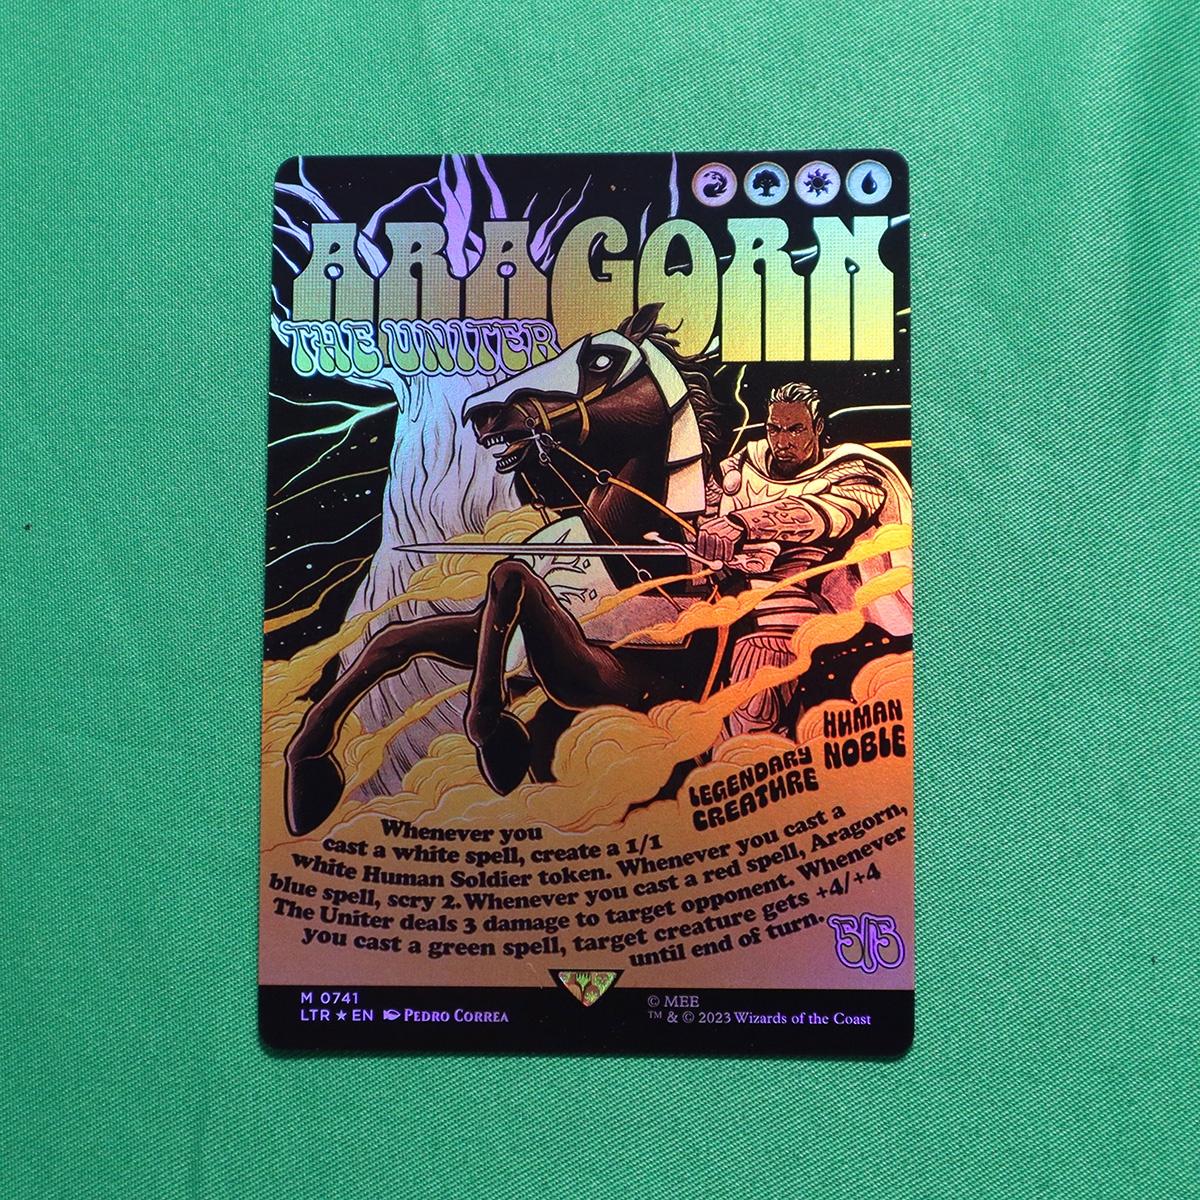 ARAGORN
THE UNITER
HUMAN
NOBLE
LEGENDARY
CREATURE
Whenever you
cast a white spell, create a 1/1
white Human Soldier token. Whenever you cast a
blue spell, scry 2. Whenever you cast a red spell, Aragorn,
The Uniter deals 3 damage to target opponent. Whenever
you cast a green spell, target creature gets +4/+4
until end of turn.
5/5
M 0741
LTR ★ EN PEDRO CORREA
© MEE
™ & © 2023 Wizards of the Coast